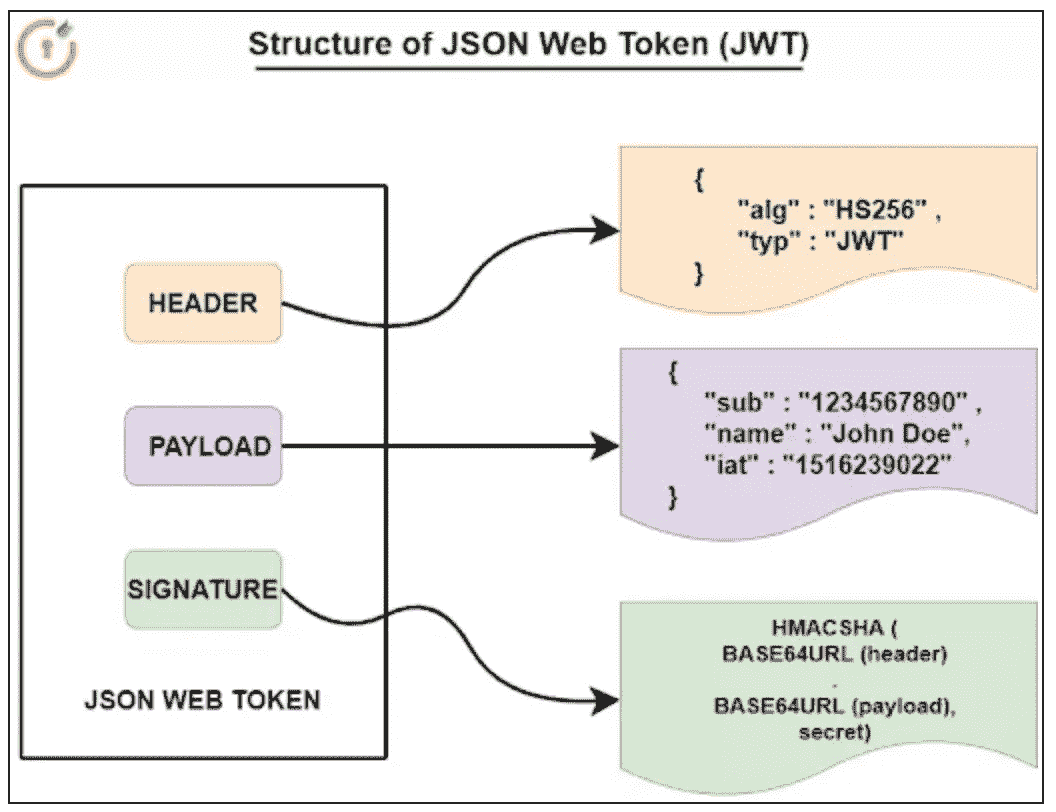 Structure of JSON Web Token (JWT)
HEADER
PAYLOAD
SIGNATURE
JSON WEB TOKEN
{
"alg" : "HS256" ,
"typ" : "JWT"
}
{
"sub" : "1234567890" ,
"name" : "John Doe",
"iat" : "1516239022"
}
HMACSHA (
BASE64URL (header)
.
BASE64URL (payload),
secret)